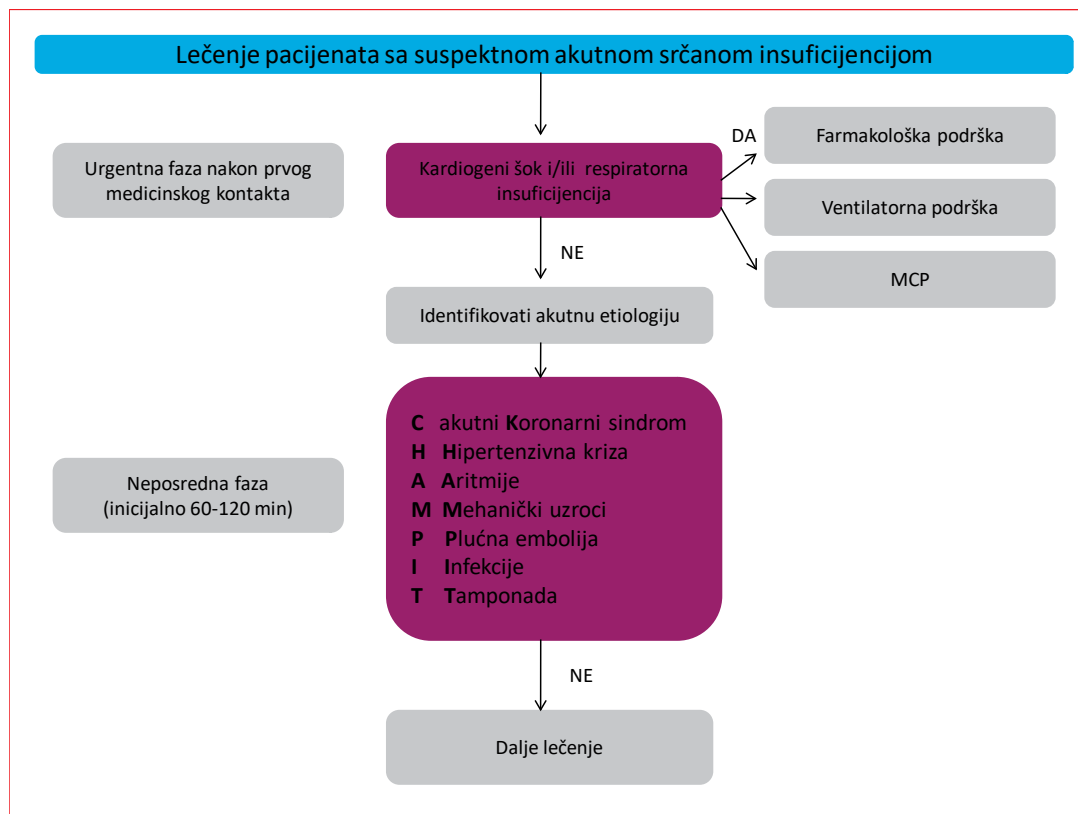 Lečenje pacijenata sa suspektnom akutnom srčanom insuficijencijom
Urgentna faza nakon prvog
medicinskog kontakta
Kardiogeni šok i/ili respiratorna
insuficijencija
DA
Farmakološka podrška
Ventilatorna podrška
MCP
NE
Identifikovati akutnu etiologiju
Neposredna faza
(inicijalno 60-120 min)
C akutni Koronarni sindrom
H Hipertenzivna kriza
A Aritmije
M Mehanički uzroci
P Plućna embolija
I Infekcije
T Tamponada
NE
Dalje lečenje